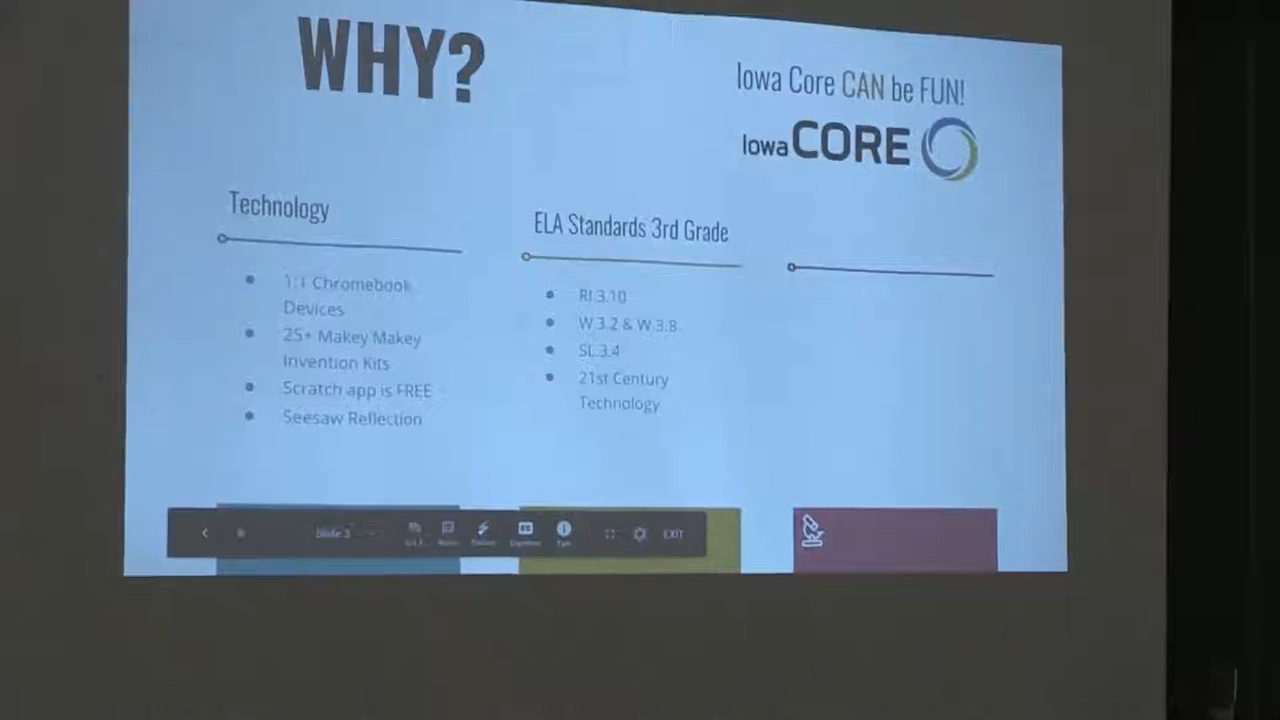 WHY?
Iowa Core CAN be FUN!
Iowa CORE
Technology
1:1 Chromebook
Devices
25+ Makey Makey
Invention Kits
Scratch app is FREE
Seesaw Reflection
ELA Standards 3rd Grade
RI.3.10
W.3.2 & W.3.8
SL.3.4
21st Century
Technology
Slide 3
EXIT